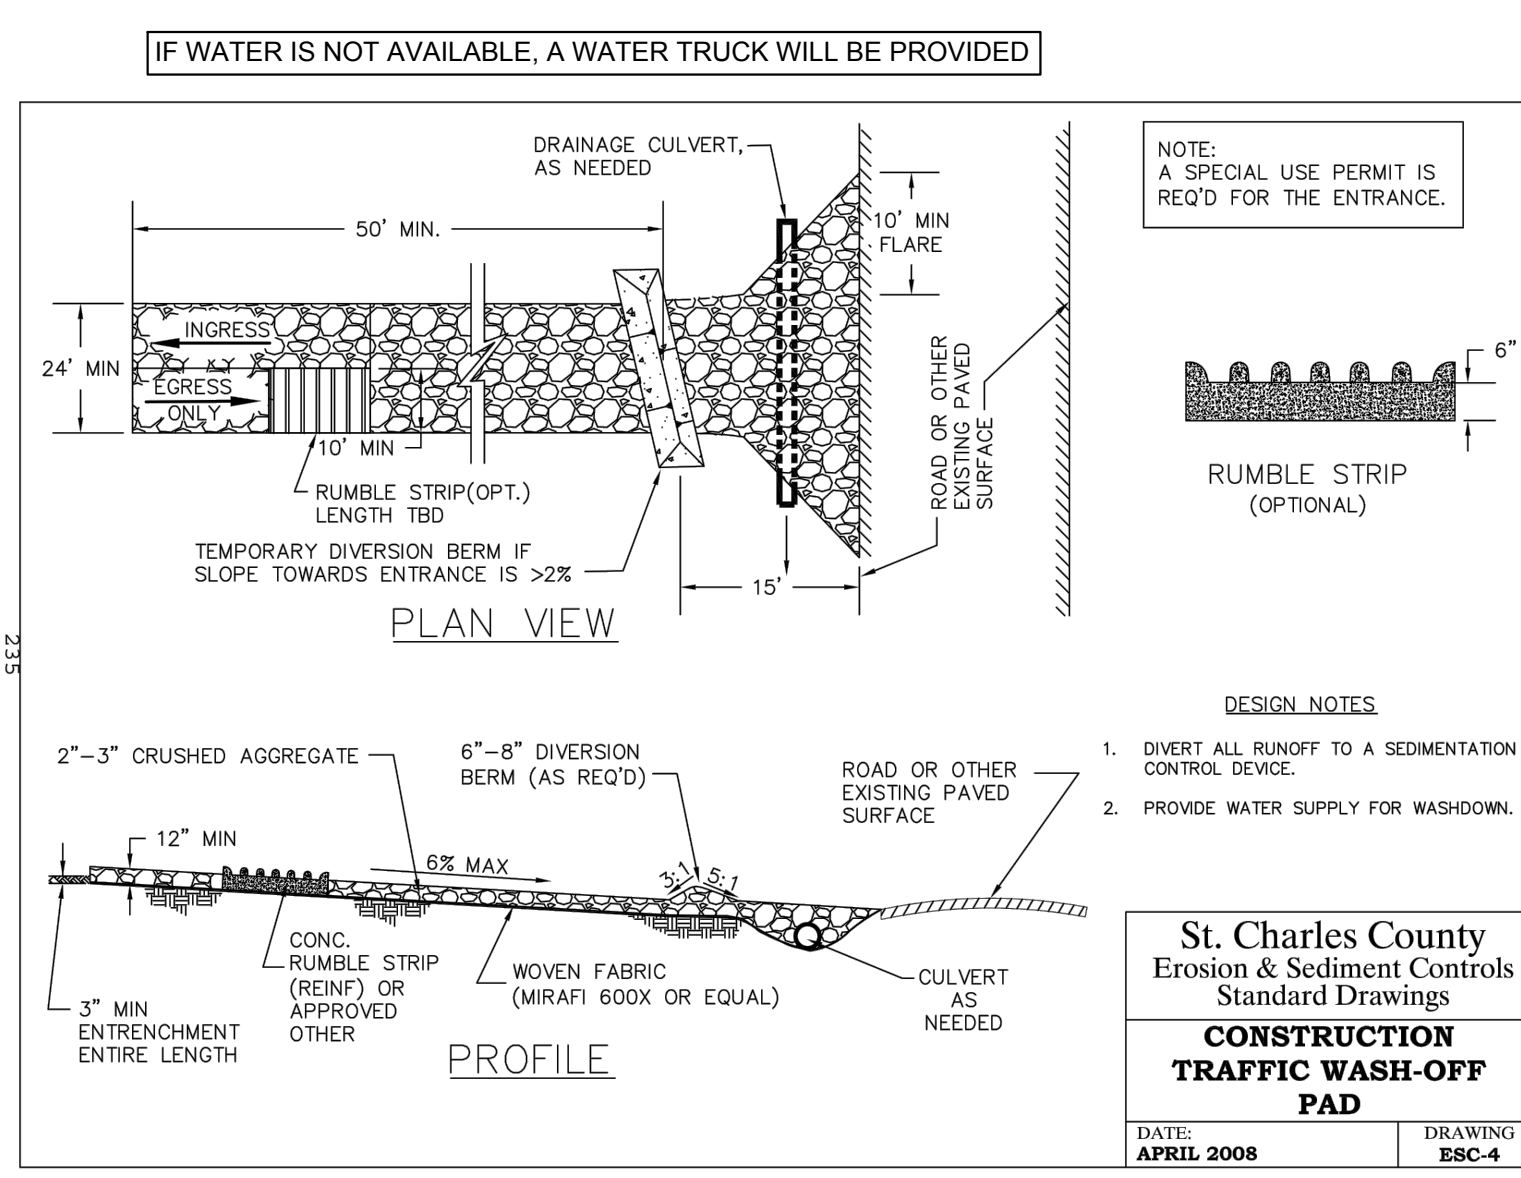 IF WATER IS NOT AVAILABLE, A WATER TRUCK WILL BE PROVIDED
DRAINAGE CULVERT,
AS NEEDED
NOTE:
A SPECIAL USE PERMIT IS
REQ'D FOR THE ENTRANCE.
50' MIN.
10' MIN
FLARE
INGRESS
24' MIN
EGRESS
ONLY
10' MIN
RUMBLE STRIP(OPT.)
LENGTH TBD
TEMPORARY DIVERSION BERM IF
SLOPE TOWARDS ENTRANCE IS >2%
15'
ROAD OR OTHER
EXISTING PAVED
SURFACE
6"
RUMBLE STRIP
(OPTIONAL)
PLAN VIEW
235
DESIGN NOTES
1. DIVERT ALL RUNOFF TO A SEDIMENTATION
CONTROL DEVICE.
2. PROVIDE WATER SUPPLY FOR WASHDOWN.
2"-3" CRUSHED AGGREGATE
6"-8" DIVERSION
BERM (AS REQ'D)
ROAD OR OTHER
EXISTING PAVED
SURFACE
12" MIN
6% MAX
3:1
5:1
3" MIN
ENTRENCHMENT
ENTIRE LENGTH
CONC.
RUMBLE STRIP
(REINF) OR
APPROVED
OTHER
WOVEN FABRIC
(MIRAFI 600X OR EQUAL)
CULVERT
AS
NEEDED
PROFILE
St. Charles County
Erosion & Sediment Controls
Standard Drawings
CONSTRUCTION
TRAFFIC WASH-OFF
PAD
DATE:
APRIL 2008
DRAWING
ESC-4